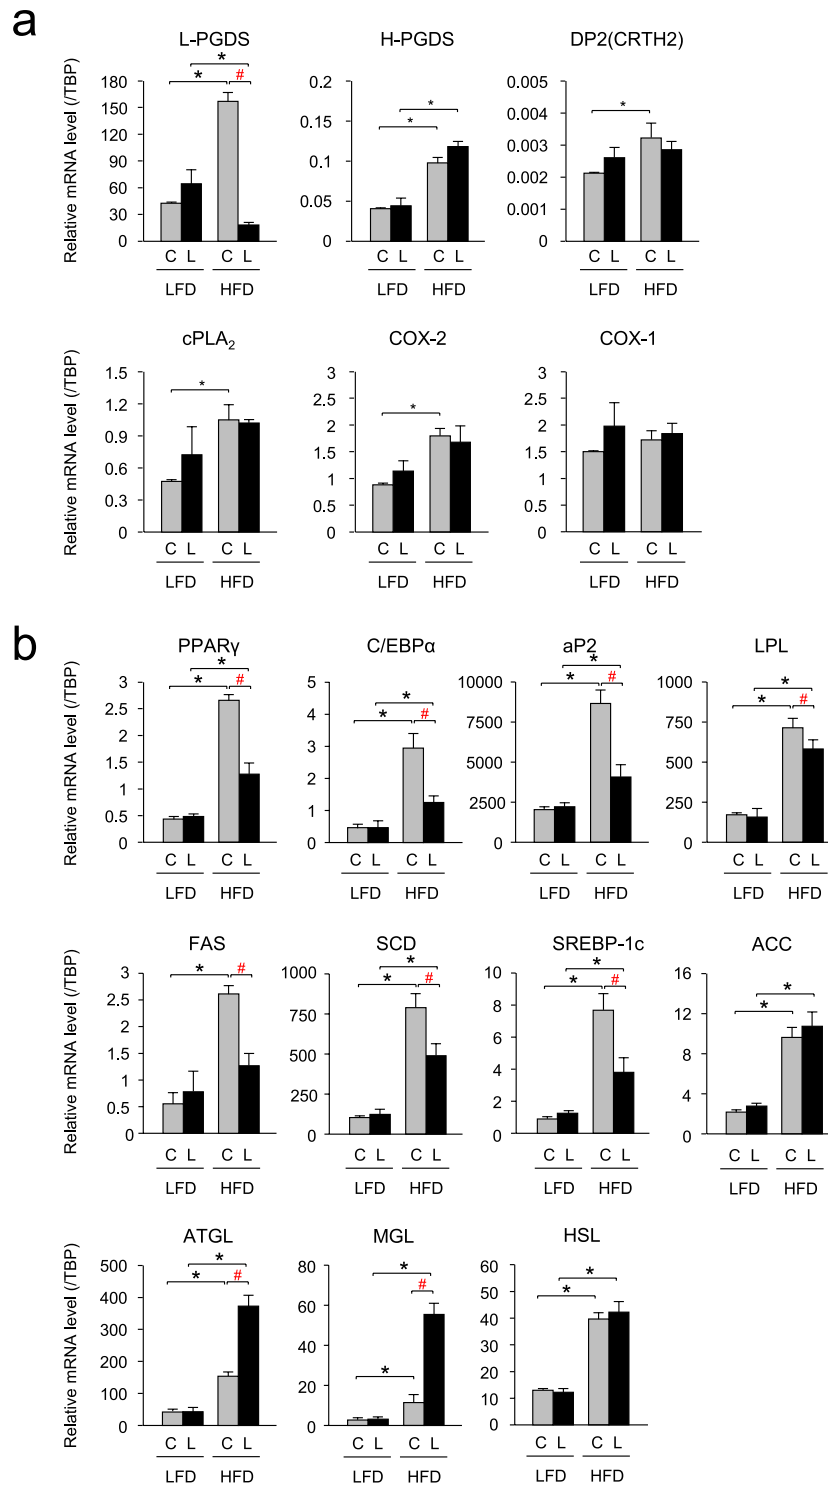 a
L-PGDS H-PGDS DP2(CRTH2)
Relative mRNA level (/TBP)
180 150 120 90 60 30 0
* * #
C L C L
LFD HFD
0.2 0.15 0.1 0.05 0
* *
C L C L
LFD HFD
0.005 0.004 0.003 0.002 0.001 0
*
C L C L
LFD HFD
cPLA₂ COX-2 COX-1
Relative mRNA level (/TBP)
1.5 1.2 0.9 0.6 0.3 0
*
C L C L
LFD HFD
3 2.5 2 1.5 1 0.5 0
*
C L C L
LFD HFD
3 2.5 2 1.5 1 0.5 0
C L C L
LFD HFD
b
PPARγ C/EBPα aP2 LPL
Relative mRNA level (/TBP)
3 2.5 2 1.5 1 0.5 0
* * #
C L C L
LFD HFD
5 4 3 2 1 0
* * #
C L C L
LFD HFD
10000 7500 5000 2500 0
* * #
C L C L
LFD HFD
1000 750 500 250 0
* * #
C L C L
LFD HFD
FAS SCD SREBP-1c ACC
Relative mRNA level (/TBP)
3 2.5 2 1.5 1 0.5 0
* #
C L C L
LFD HFD
1000 750 500 250 0
* * #
C L C L
LFD HFD
10 8 6 4 2 0
* * #
C L C L
LFD HFD
16 12 8 4 0
* *
C L C L
LFD HFD
ATGL MGL HSL
Relative mRNA level (/TBP)
500 400 300 200 100 0
* * #
C L C L
LFD HFD
80 60 40 20 0
* # *
C L C L
LFD HFD
60 50 40 30 20 10 0
* *
C L C L
LFD HFD